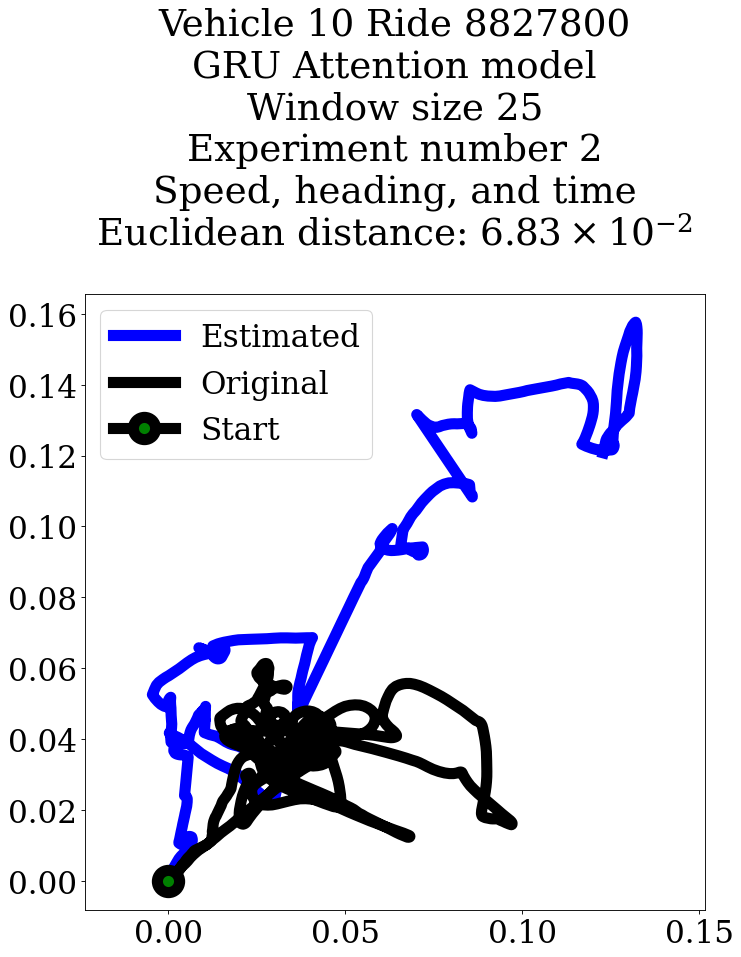 Vehicle 10 Ride 8827800
GRU Attention model
Window size 25
Experiment number 2
Speed, heading, and time
Euclidean distance: 6.83 × 10⁻²
Estimated
Original
Start
0.16
0.14
0.12
0.10
0.08
0.06
0.04
0.02
0.00
0.00 0.05 0.10 0.15